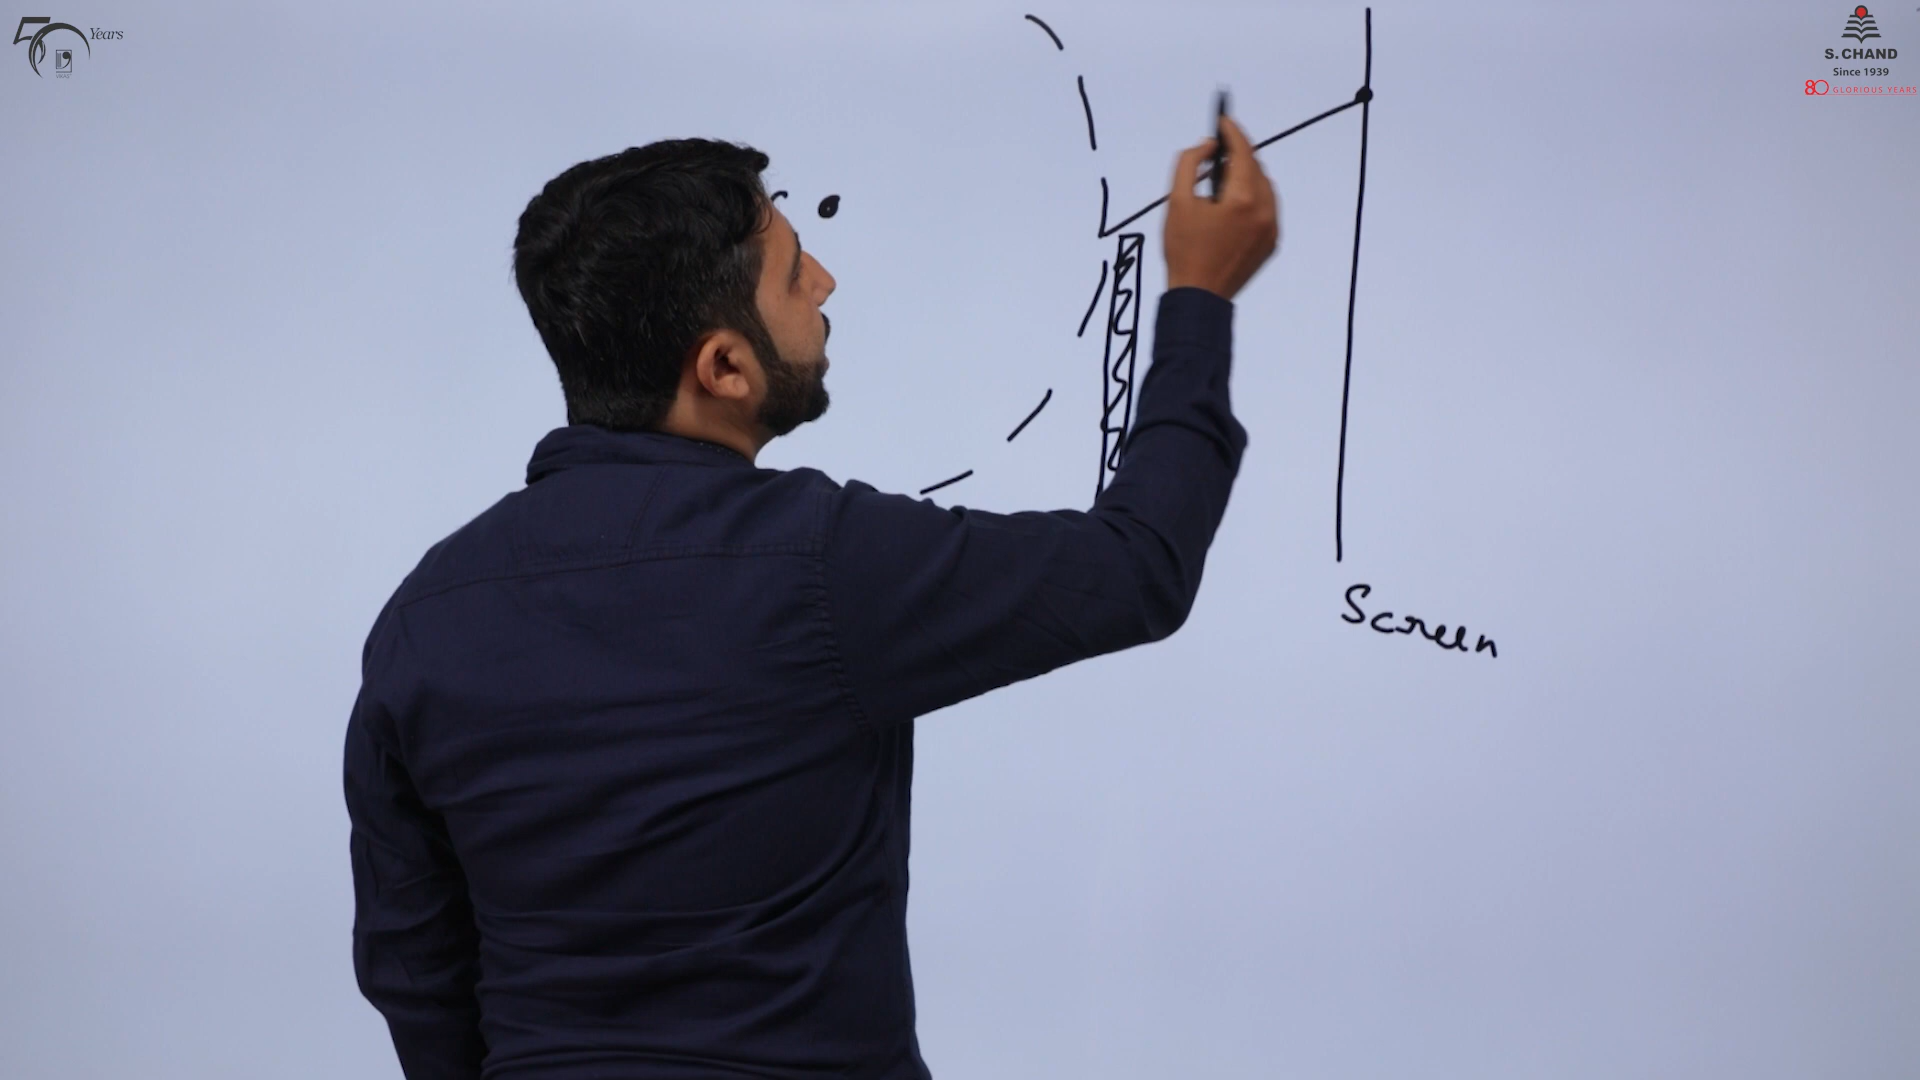 50 Years
S. CHAND
Since 1939
80 GLORIOUS YEARS
Screen